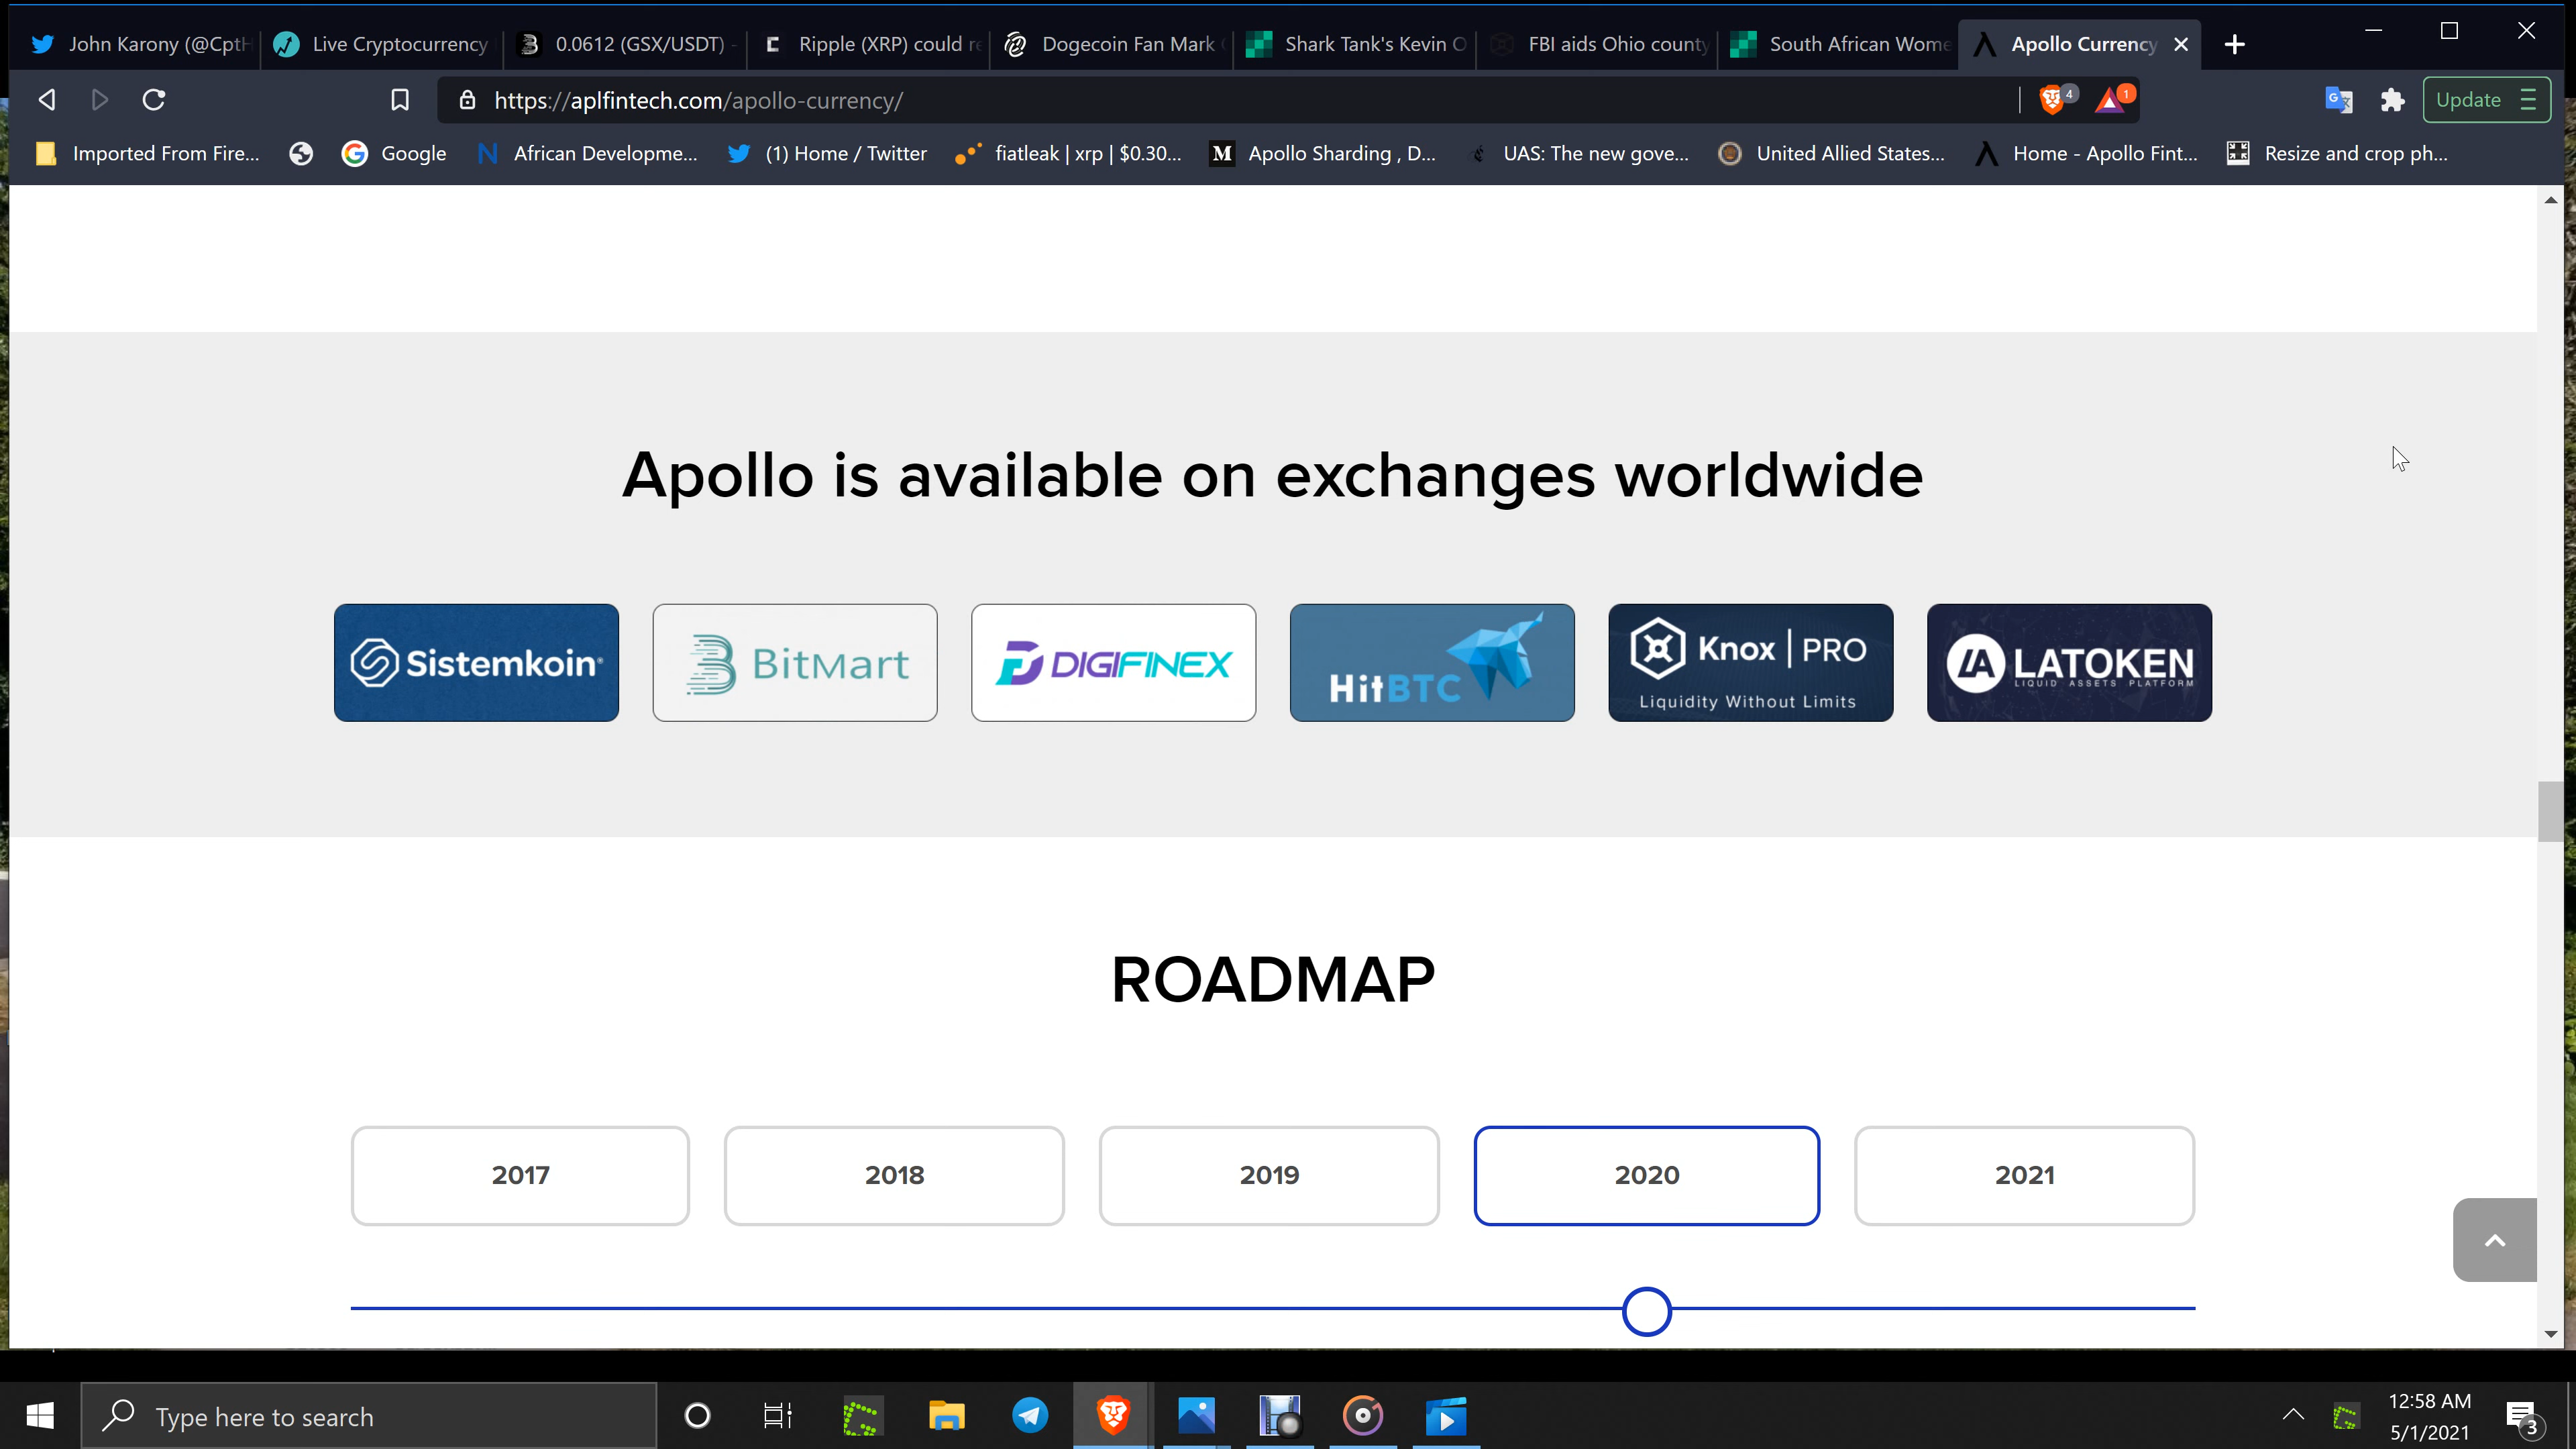 John Karony (@CptH
Live Cryptocurrency
0.0612 (GSX/USDT) -
Ripple (XRP) could re
Dogecoin Fan Mark
Shark Tank's Kevin O
FBI aids Ohio county
South African Wome
Apollo Currency
https://aplfintech.com/apollo-currency/
4
1
Update
Imported From Fire...
Google
African Developme...
(1) Home / Twitter
fiatleak | xrp | $0.30...
M
Apollo Sharding , D...
UAS: The new gove...
United Allied States...
Home - Apollo Fint...
Resize and crop ph...
Apollo is available on exchanges worldwide
Sistemkoin
BitMart
DIGIFINEX
HitBTC
Knox | PRO
Liquidity Without Limits
LATOKEN
LIQUID ASSETS PLATFORM
ROADMAP
2017
2018
2019
2020
2021
Type here to search
12:58 AM
5/1/2021
3